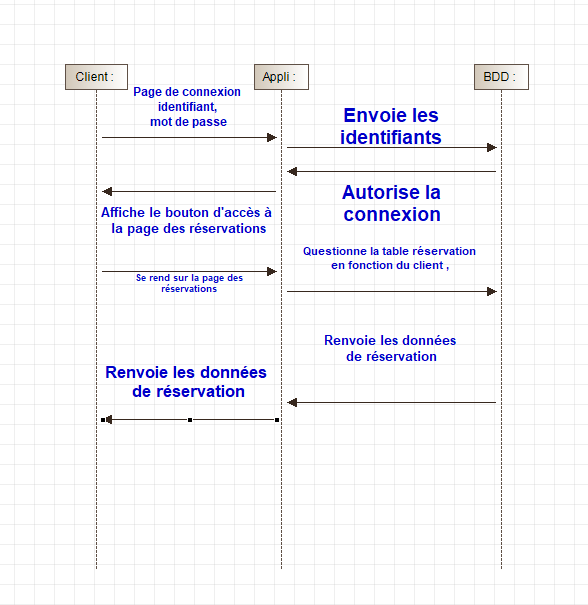 Client :
Appli :
BDD :
Page de connexion
identifiant,
mot de passe
Envoie les
identifiants
Autorise la
connexion
Affiche le bouton d'accès à
la page des réservations
Questionne la table réservation
en fonction du client ,
Se rend sur la page des
réservations
Renvoie les données
de réservation
Renvoie les données
de réservation